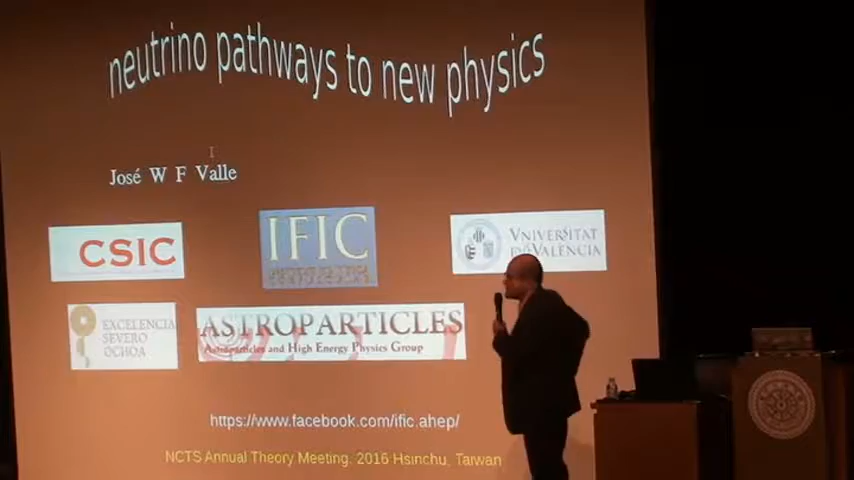 neutrino pathways to new physics
José W F Valle
CSIC
IFIC
VNIVERSITAT
ID VALÈNCIA
EXCELENCIA
SEVERO
OCHOA
ASTROPARTICLES
Astroparticles and High Energy Physics Group
https://www.facebook.com/ific.ahep/
NCTS Annual Theory Meeting: 2016 Hsinchu, Taiwan